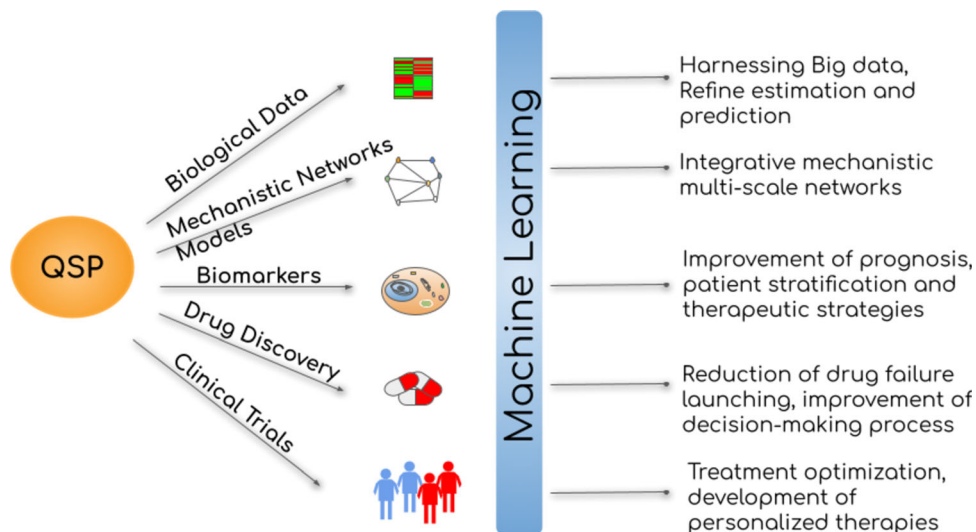 QSP
Biological Data
Mechanistic Networks
Models
Biomarkers
Drug Discovery
Clinical Trials
Machine Learning
Harnessing Big data,
Refine estimation and
prediction
Integrative mechanistic
multi-scale networks
Improvement of prognosis,
patient stratification and
therapeutic strategies
Reduction of drug failure
launching, improvement of
decision-making process
Treatment optimization,
development of
personalized therapies